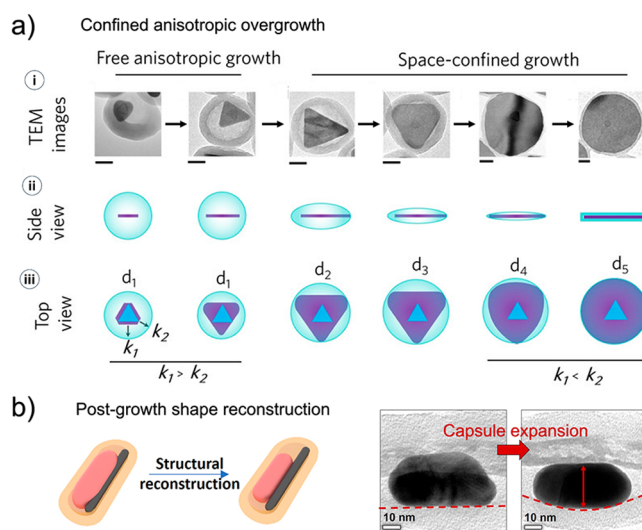 a) Confined anisotropic overgrowth
Free anisotropic growth
Space-confined growth
i
TEM
images
ii
Side
view
iii
Top
view
d1 d1 d2 d3 d4 d5
k1
k2
k1 > k2
k1 < k2
b) Post-growth shape reconstruction
Structural
reconstruction
Capsule expansion
10 nm
10 nm